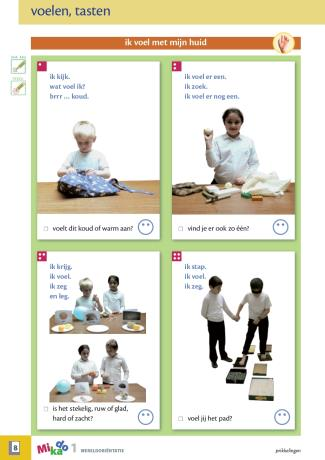 voelen, tasten
ik voel met mijn huid
ik kijk.
wat voel ik?
brrr ... koud.
voelt dit koud of warm aan?
ik voel er een.
ik zoek.
ik voel er nog een.
vind je er ook zo één?
ik krijg.
ik voel.
ik zeg
en leg.
is het stekelig, ruw of glad,
hard of zacht?
ik stap.
ik voel.
ik zeg.
voel jij het pad?
8
Mikado 1
WERELDORIËNTATIE
prikkelingen